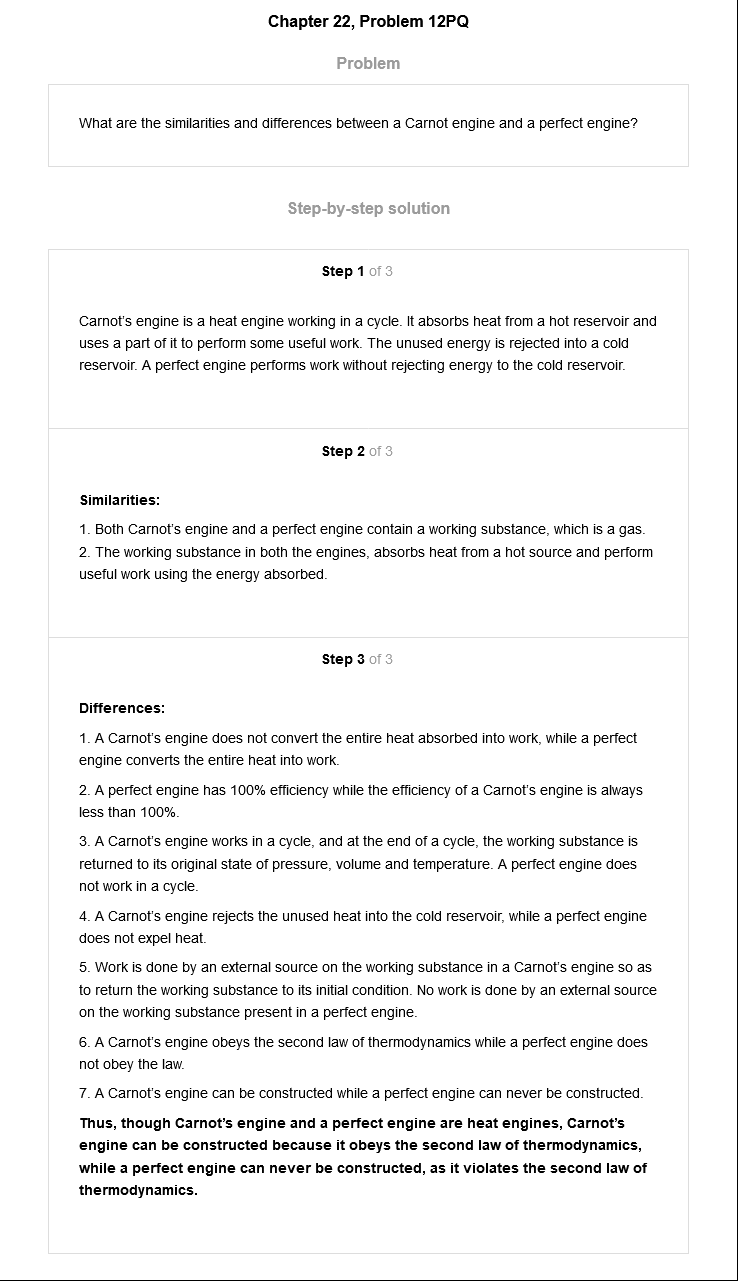 Chapter 22, Problem 12PQ
Problem
What are the similarities and differences between a Carnot engine and a perfect engine?
Step-by-step solution
Step 1 of 3
Carnot's engine is a heat engine working in a cycle. It absorbs heat from a hot reservoir and
uses a part of it to perform some useful work. The unused energy is rejected into a cold
reservoir. A perfect engine performs work without rejecting energy to the cold reservoir.
Step 2 of 3
Similarities:
1. Both Carnot's engine and a perfect engine contain a working substance, which is a gas.
2. The working substance in both the engines, absorbs heat from a hot source and perform
useful work using the energy absorbed.
Step 3 of 3
Differences:
1. A Carnot's engine does not convert the entire heat absorbed into work, while a perfect
engine converts the entire heat into work.
2. A perfect engine has 100% efficiency while the efficiency of a Carnot's engine is always
less than 100%.
3. A Carnot's engine works in a cycle, and at the end of a cycle, the working substance is
returned to its original state of pressure, volume and temperature. A perfect engine does
not work in a cycle.
4. A Carnot's engine rejects the unused heat into the cold reservoir, while a perfect engine
does not expel heat.
5. Work is done by an external source on the working substance in a Carnot's engine so as
to return the working substance to its initial condition. No work is done by an external source
on the working substance present in a perfect engine.
6. A Carnot's engine obeys the second law of thermodynamics while a perfect engine does
not obey the law.
7. A Carnot's engine can be constructed while a perfect engine can never be constructed.
Thus, though Carnot's engine and a perfect engine are heat engines, Carnot's
engine can be constructed because it obeys the second law of thermodynamics,
while a perfect engine can never be constructed, as it violates the second law of
thermodynamics.